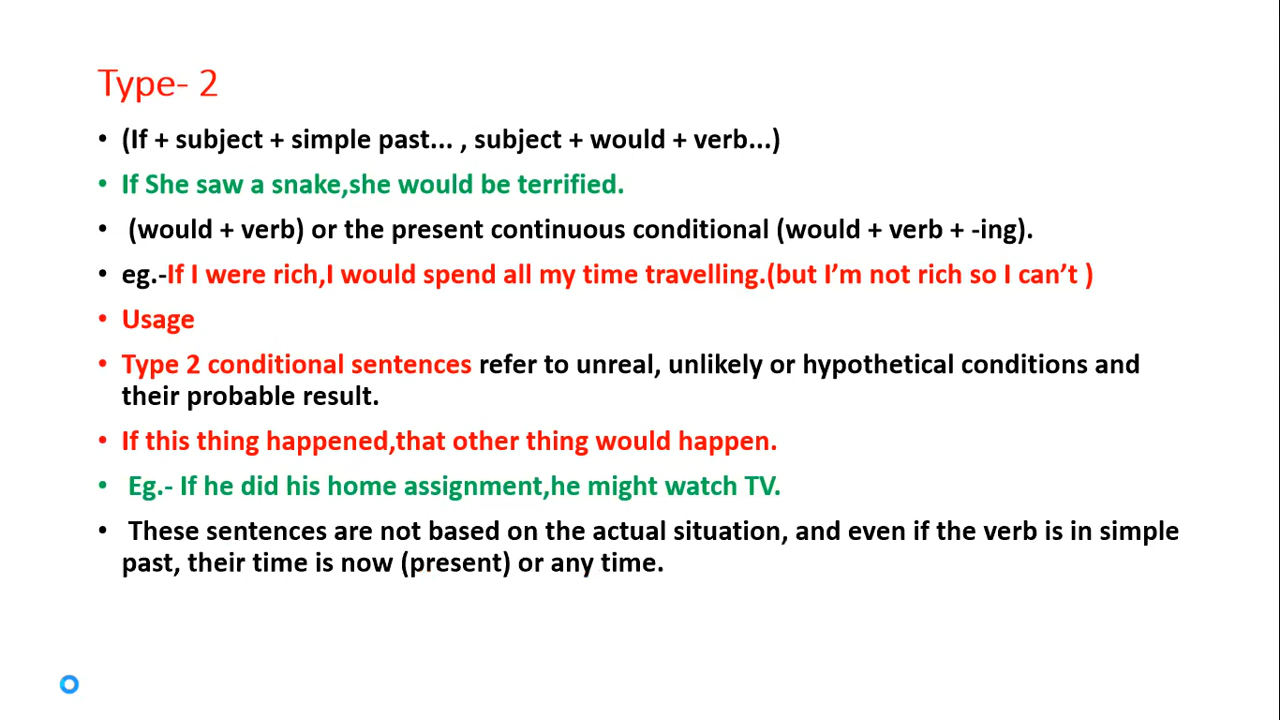 Type- 2
• (If + subject + simple past... , subject + would + verb...)
• If She saw a snake,she would be terrified.
• (would + verb) or the present continuous conditional (would + verb + -ing).
• eg.-If I were rich,I would spend all my time travelling.(but I’m not rich so I can’t )
• Usage
• Type 2 conditional sentences refer to unreal, unlikely or hypothetical conditions and
their probable result.
• If this thing happened,that other thing would happen.
• Eg.- If he did his home assignment,he might watch TV.
• These sentences are not based on the actual situation, and even if the verb is in simple
past, their time is now (present) or any time.